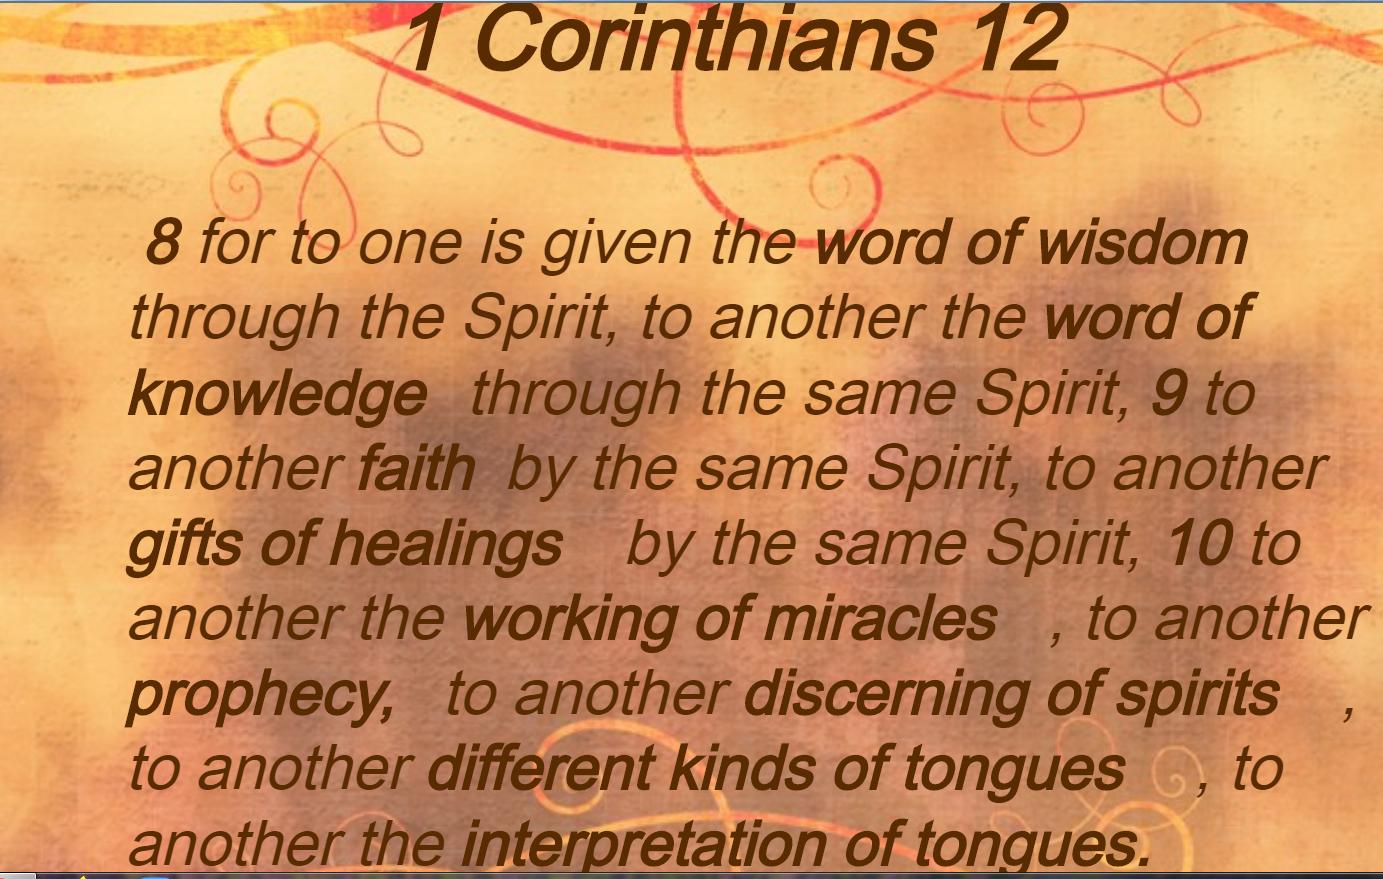 1 Corinthians 12
8 for to one is given the word of wisdom
through the Spirit, to another the word of
knowledge through the same Spirit, 9 to
another faith by the same Spirit, to another
gifts of healings by the same Spirit, 10 to
another the working of miracles , to another
prophecy, to another discerning of spirits ,
to another different kinds of tongues , to
another the interpretation of tongues.